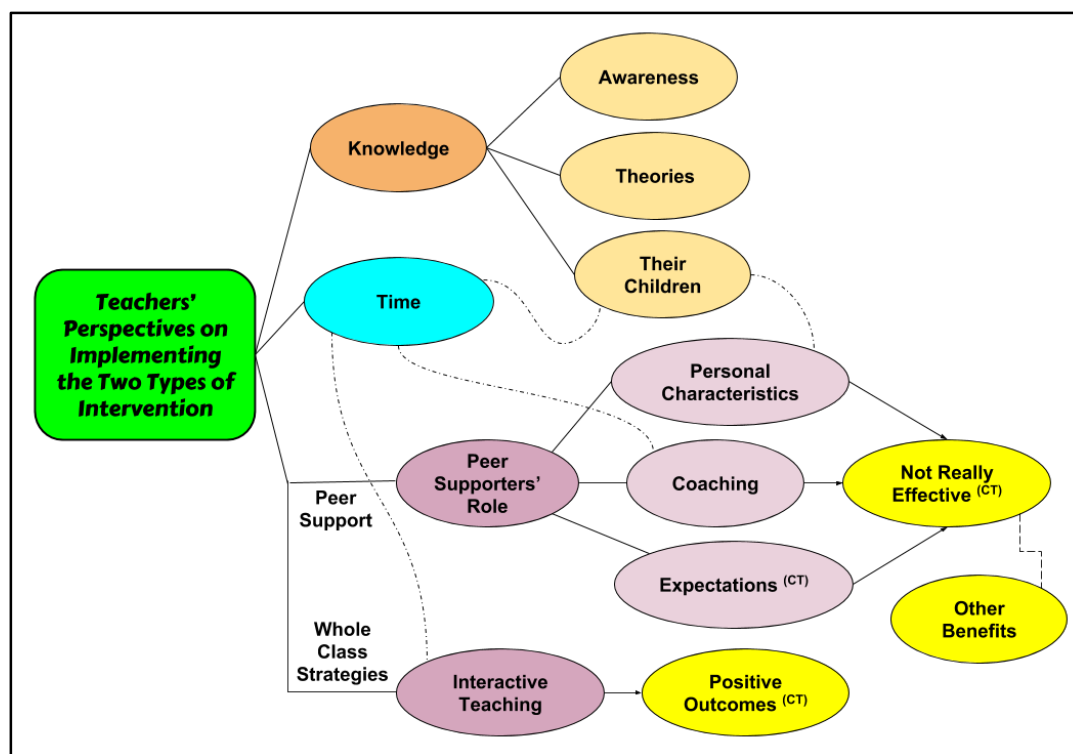 Teachers'
Perspectives on
Implementing
the Two Types of
Intervention
Knowledge
Awareness
Theories
Their
Children
Time
Peer
Support
Peer
Supporters'
Role
Personal
Characteristics
Coaching
Expectations (CT)
Not Really
Effective (CT)
Other
Benefits
Whole
Class
Strategies
Interactive
Teaching
Positive
Outcomes (CT)